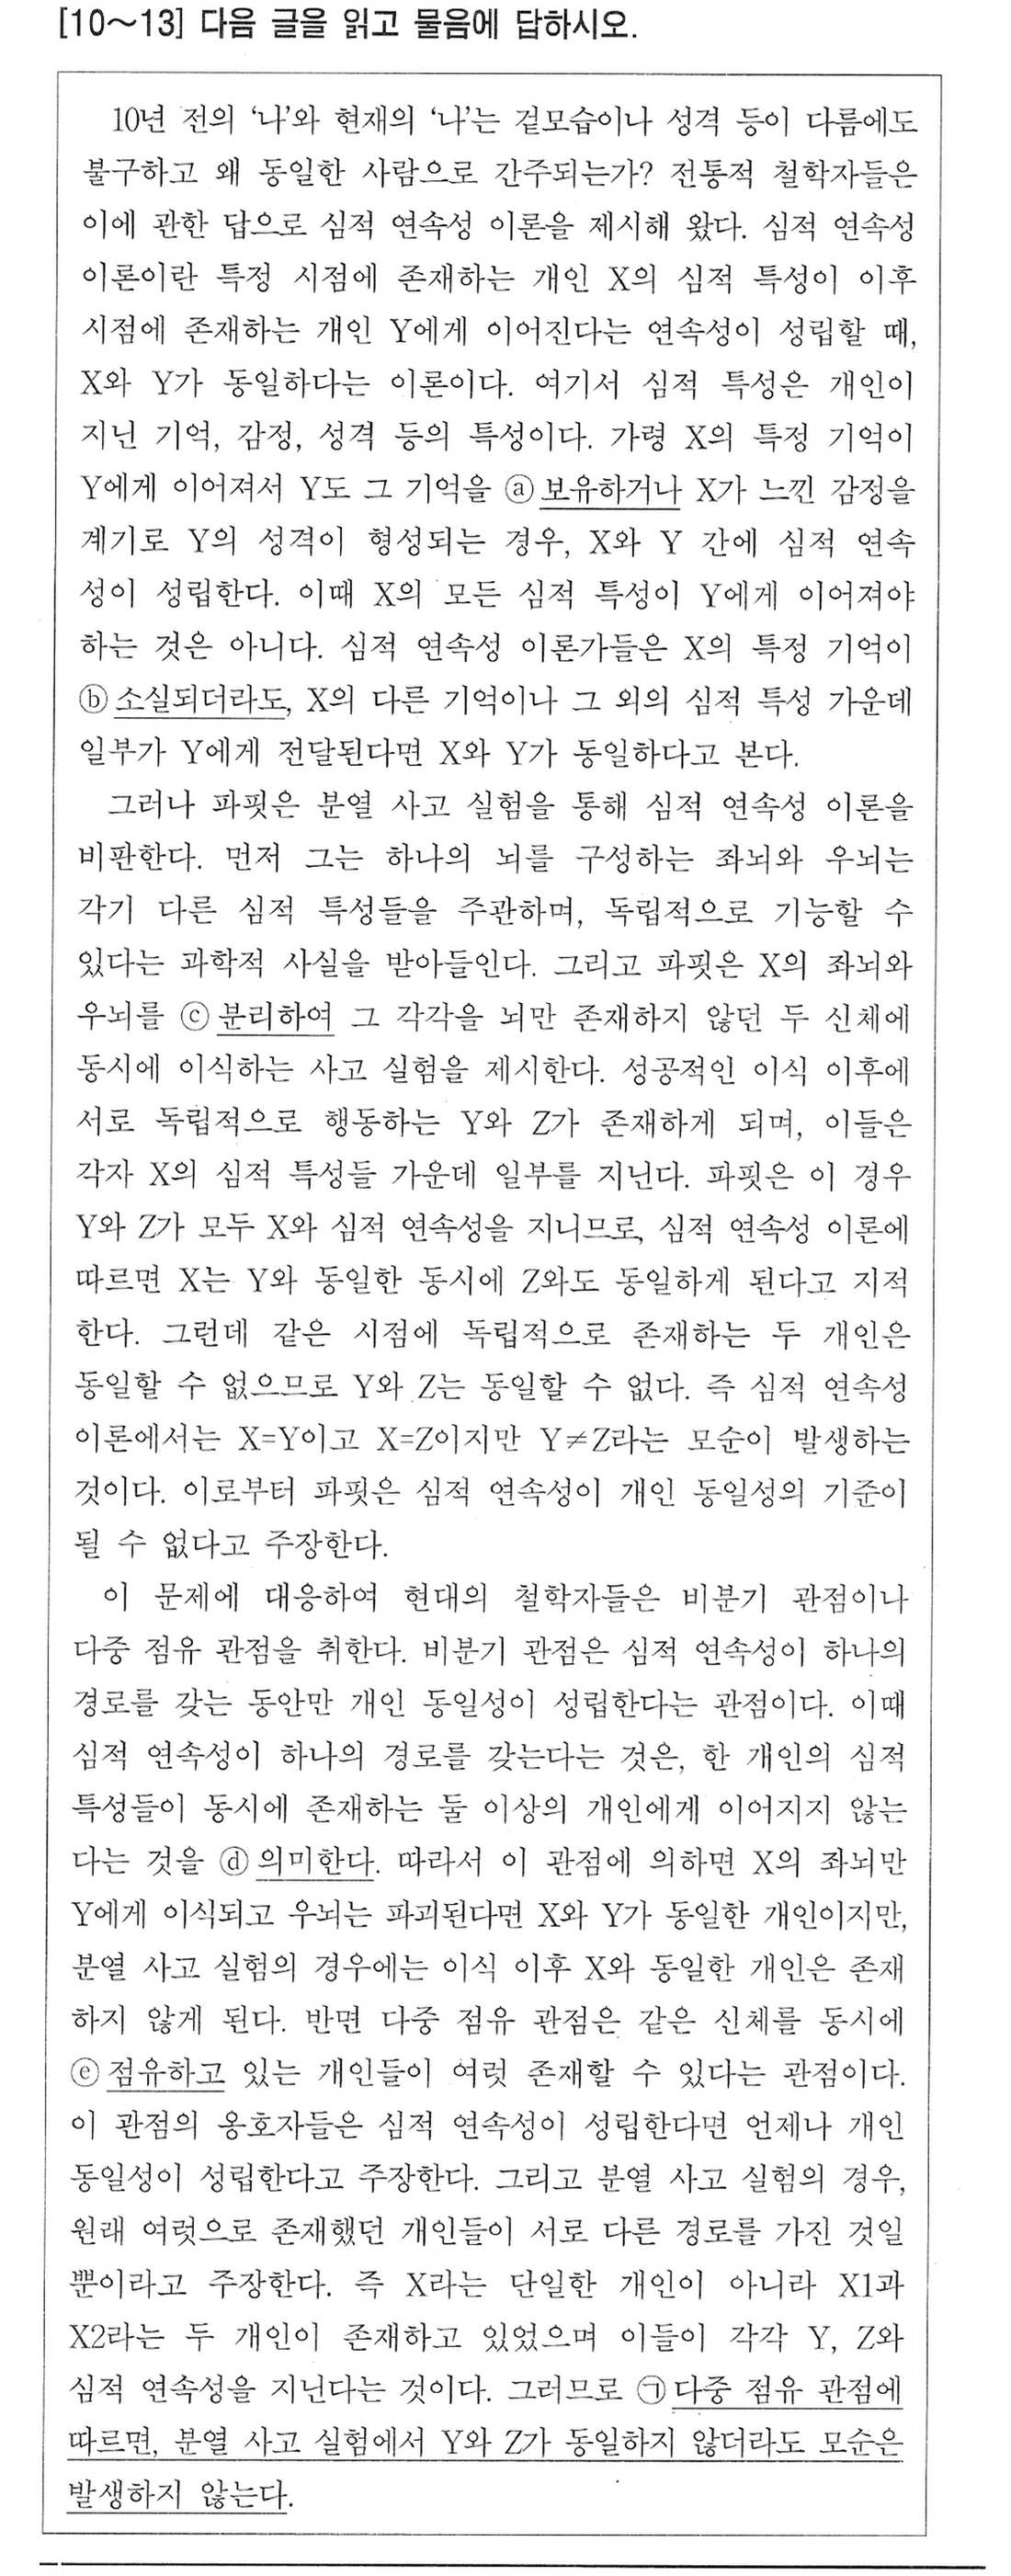 [10～13] 다음 글을 읽고 물음에 답하시오.
10년 전의 ‘나’와 현재의 ‘나’는 겉모습이나 성격 등이 다름에도
불구하고 왜 동일한 사람으로 간주되는가? 전통적 철학자들은
이에 관한 답으로 심적 연속성 이론을 제시해 왔다. 심적 연속성
이론이란 특정 시점에 존재하는 개인 X의 심적 특성이 이후
시점에 존재하는 개인 Y에게 이어진다는 연속성이 성립할 때,
X와 Y가 동일하다는 이론이다. 여기서 심적 특성은 개인이
지닌 기억, 감정, 성격 등의 특성이다. 가령 X의 특정 기억이
Y에게 이어져서 Y도 그 기억을 ⓐ보유하거나 X가 느낀 감정을
계기로 Y의 성격이 형성되는 경우, X와 Y 간에 심적 연속
성이 성립한다. 이때 X의 모든 심적 특성이 Y에게 이어져야
하는 것은 아니다. 심적 연속성 이론가들은 X의 특정 기억이
ⓑ소실되더라도, X의 다른 기억이나 그 외의 심적 특성 가운데
일부가 Y에게 전달된다면 X와 Y가 동일하다고 본다.
그러나 파핏은 분열 사고 실험을 통해 심적 연속성 이론을
비판한다. 먼저 그는 하나의 뇌를 구성하는 좌뇌와 우뇌는
각기 다른 심적 특성들을 주관하며, 독립적으로 기능할 수
있다는 과학적 사실을 받아들인다. 그리고 파핏은 X의 좌뇌와
우뇌를 ⓒ분리하여 그 각각을 뇌만 존재하지 않던 두 신체에
동시에 이식하는 사고 실험을 제시한다. 성공적인 이식 이후에
서로 독립적으로 행동하는 Y와 Z가 존재하게 되며, 이들은
각자 X의 심적 특성들 가운데 일부를 지닌다. 파핏은 이 경우
Y와 Z가 모두 X와 심적 연속성을 지니므로, 심적 연속성 이론에
따르면 X는 Y와 동일한 동시에 Z와도 동일하게 된다고 지적
한다. 그런데 같은 시점에 독립적으로 존재하는 두 개인은
동일할 수 없으므로 Y와 Z는 동일할 수 없다. 즉 심적 연속성
이론에서는 X=Y이고 X=Z이지만 Y≠Z라는 모순이 발생하는
것이다. 이로부터 파핏은 심적 연속성이 개인 동일성의 기준이
될 수 없다고 주장한다.
이 문제에 대응하여 현대의 철학자들은 비분기 관점이나
다중 점유 관점을 취한다. 비분기 관점은 심적 연속성이 하나의
경로를 갖는 동안만 개인 동일성이 성립한다는 관점이다. 이때
심적 연속성이 하나의 경로를 갖는다는 것은, 한 개인의 심적
특성들이 동시에 존재하는 둘 이상의 개인에게 이어지지 않는
다는 것을 ⓓ의미한다. 따라서 이 관점에 의하면 X의 좌뇌만
Y에게 이식되고 우뇌는 파괴된다면 X와 Y가 동일한 개인이지만,
분열 사고 실험의 경우에는 이식 이후 X와 동일한 개인은 존재
하지 않게 된다. 반면 다중 점유 관점은 같은 신체를 동시에
ⓔ점유하고 있는 개인들이 여럿 존재할 수 있다는 관점이다.
이 관점의 옹호자들은 심적 연속성이 성립한다면 언제나 개인
동일성이 성립한다고 주장한다. 그리고 분열 사고 실험의 경우,
원래 여럿으로 존재했던 개인들이 서로 다른 경로를 가진 것일
뿐이라고 주장한다. 즉 X라는 단일한 개인이 아니라 X1과
X2라는 두 개인이 존재하고 있었으며 이들이 각각 Y, Z와
심적 연속성을 지닌다는 것이다. 그러므로 ㉠다중 점유 관점에
따르면, 분열 사고 실험에서 Y와 Z가 동일하지 않더라도 모순은
발생하지 않는다.